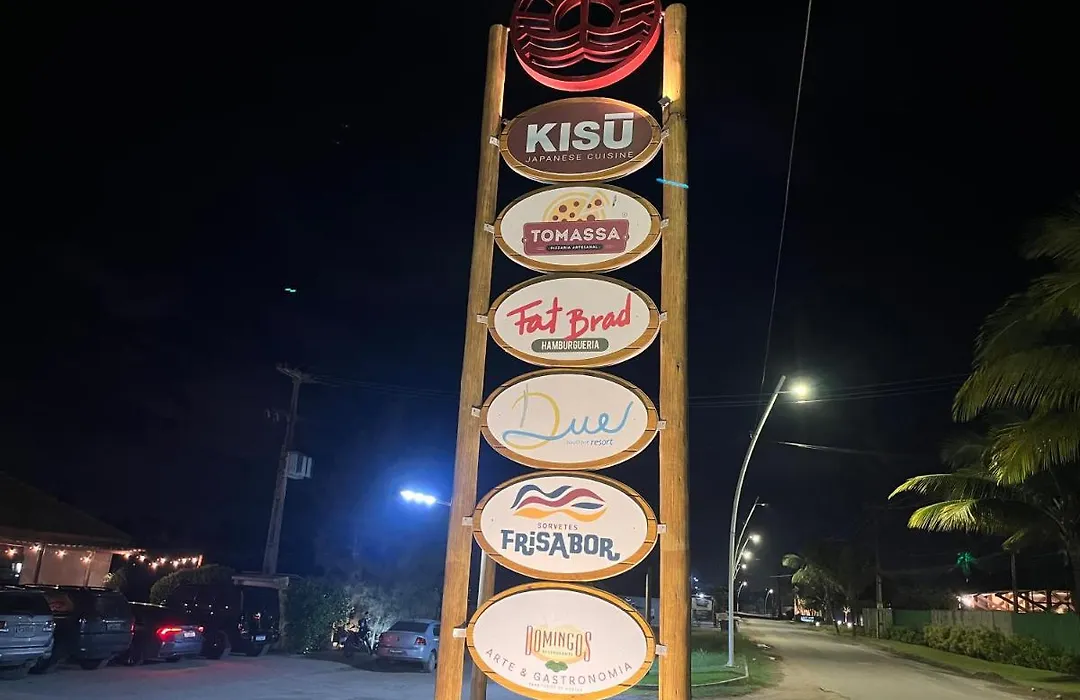 KISŪ
JAPANESE CUISINE
TOMASSA
PIZZARIA ARTESANAL
Fat Brad
HAMBURGUERIA
Due
resort
SORVETES
FRISABOR
DOMINGOS
ARTE & GASTRONOMIA